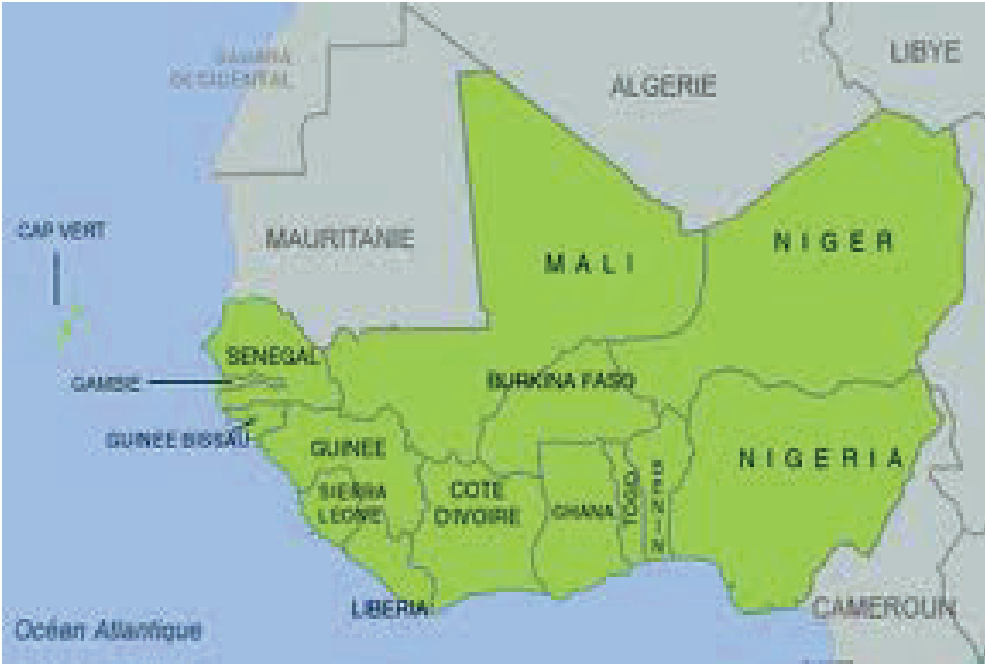 SAHARA
OCCIDENTAL
LIBYE
ALGERIE
CAP VERT
MAURITANIE
MALI
NIGER
SENEGAL
GAMBIE
BURKINA FASO
GUINEE BISSAU
GUINEE
NIGERIA
SIERRA
LEONE
COTE
D'IVOIRE
GHANA
TOGO
BENIN
LIBERIA
CAMEROUN
Océan Atlantique